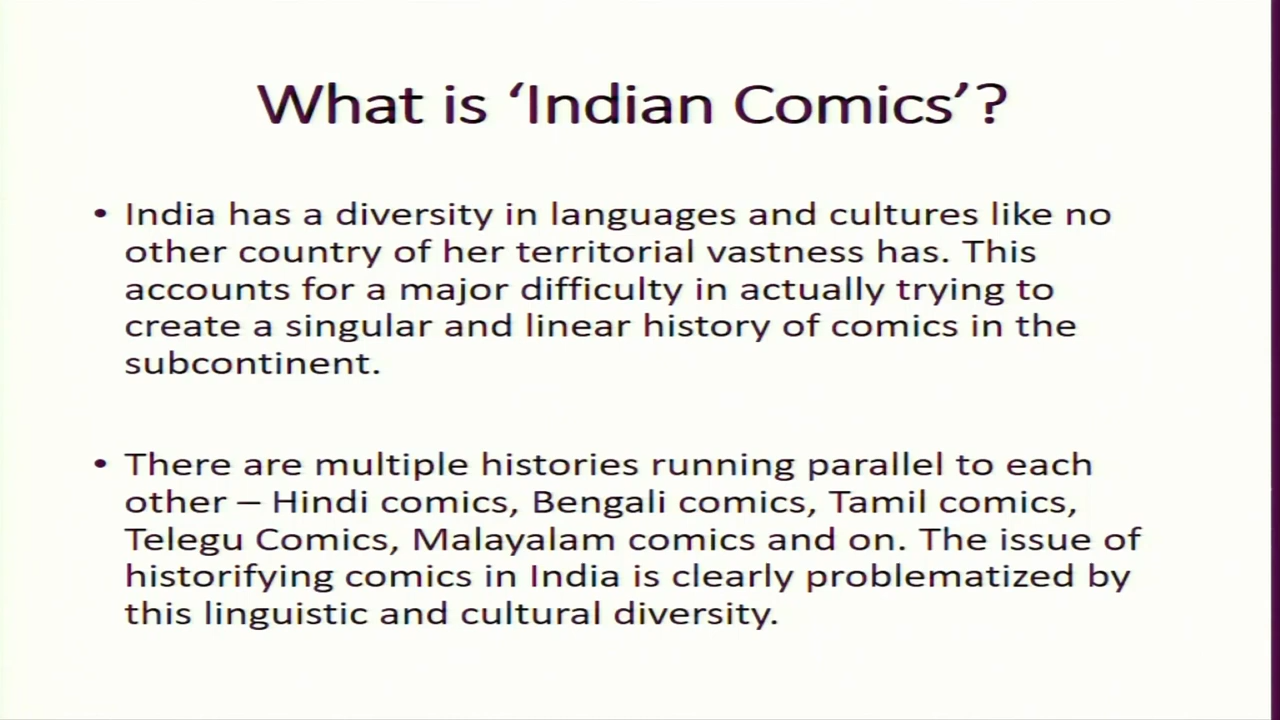 What is ‘Indian Comics’?
• India has a diversity in languages and cultures like no
other country of her territorial vastness has. This
accounts for a major difficulty in actually trying to
create a singular and linear history of comics in the
subcontinent.
• There are multiple histories running parallel to each
other – Hindi comics, Bengali comics, Tamil comics,
Telegu Comics, Malayalam comics and on. The issue of
historifying comics in India is clearly problematized by
this linguistic and cultural diversity.